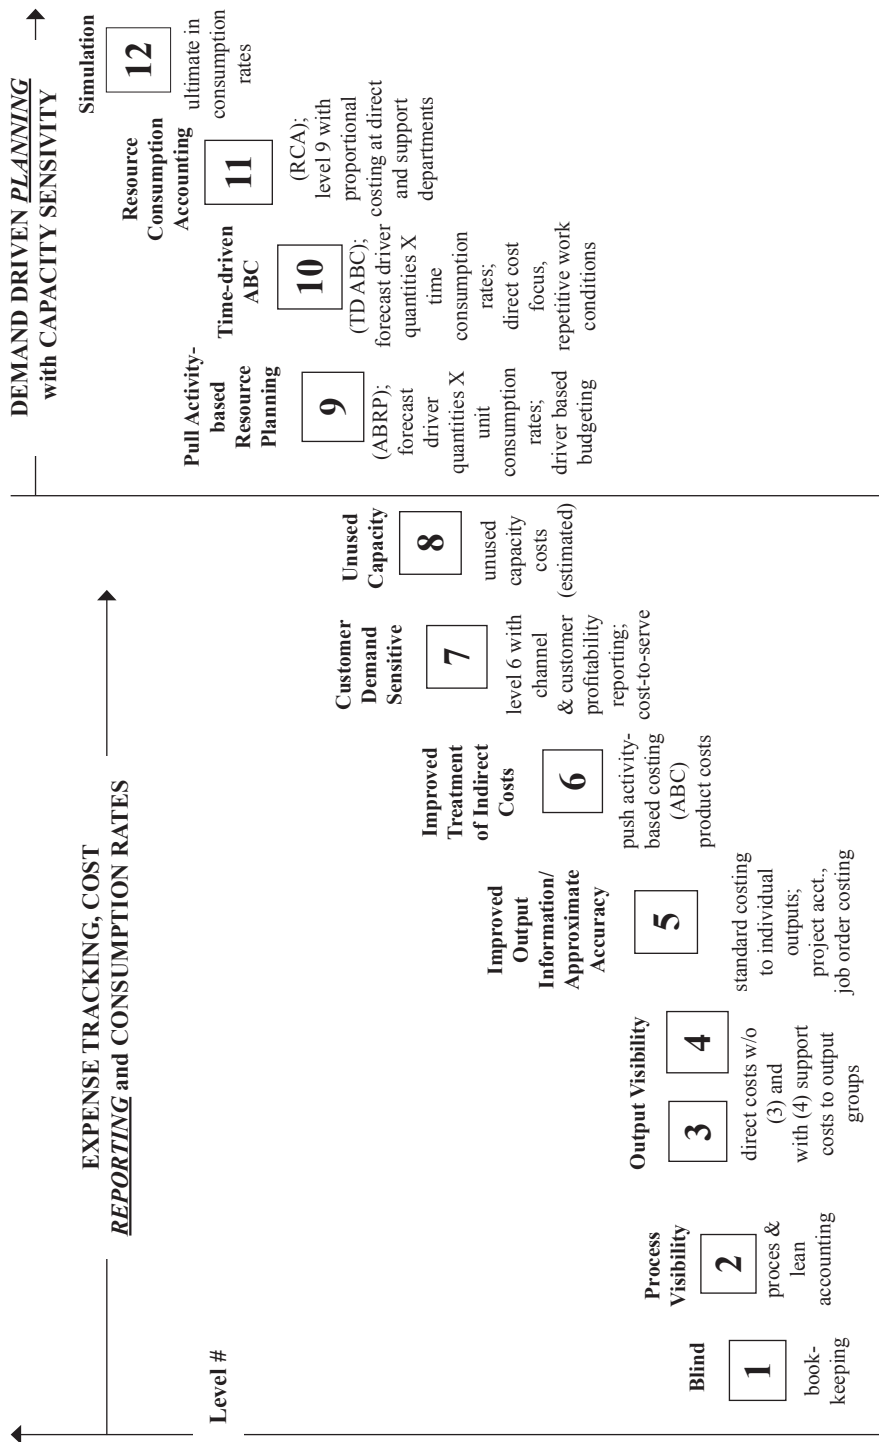 EXPENSE TRACKING, COST
REPORTING and CONSUMPTION RATES
DEMAND DRIVEN PLANNING
with CAPACITY SENSIVITY
Level #
Blind
1
book-
keeping
Process
Visibility
2
proces &
lean
accounting
Output Visibility
3
4
direct costs w/o
(3) and
with (4) support
costs to output
groups
Improved
Output
Information/
Approximate
Accuracy
5
standard costing
to individual
outputs;
project acct.,
job order costing
Improved
Treatment
of Indirect
Costs
6
push activity-
based costing
(ABC)
product costs
Customer
Demand
Sensitive
7
level 6 with
channel
& customer
profitability
reporting;
cost-to-serve
Unused
Capacity
8
unused
capacity
costs
(estimated)
Pull Activity-
based
Resource
Planning
9
(ABRP);
forecast
driver
quantities X
unit
consumption
rates;
driver based
budgeting
Time-driven
ABC
10
(TD ABC);
forecast driver
quantities X
time
consumption
rates;
direct cost
focus,
repetitive work
conditions
Resource
Consumption
Accounting
11
(RCA);
level 9 with
proportional
costing at direct
and support
departments
Simulation
12
ultimate in
consumption
rates